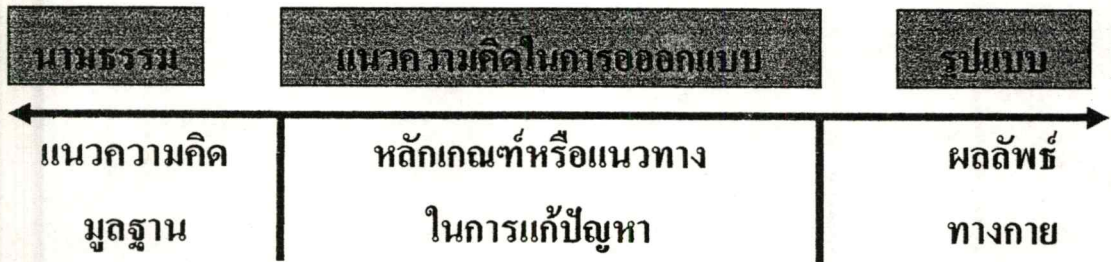 นามธรรม แนวความคิดในการอออกแบบ รูปแบบ
แนวความคิด หลักเกณฑ์หรือแนวทาง ผลลัพธ์
มูลฐาน ในการแก้ปัญหา ทางกาย